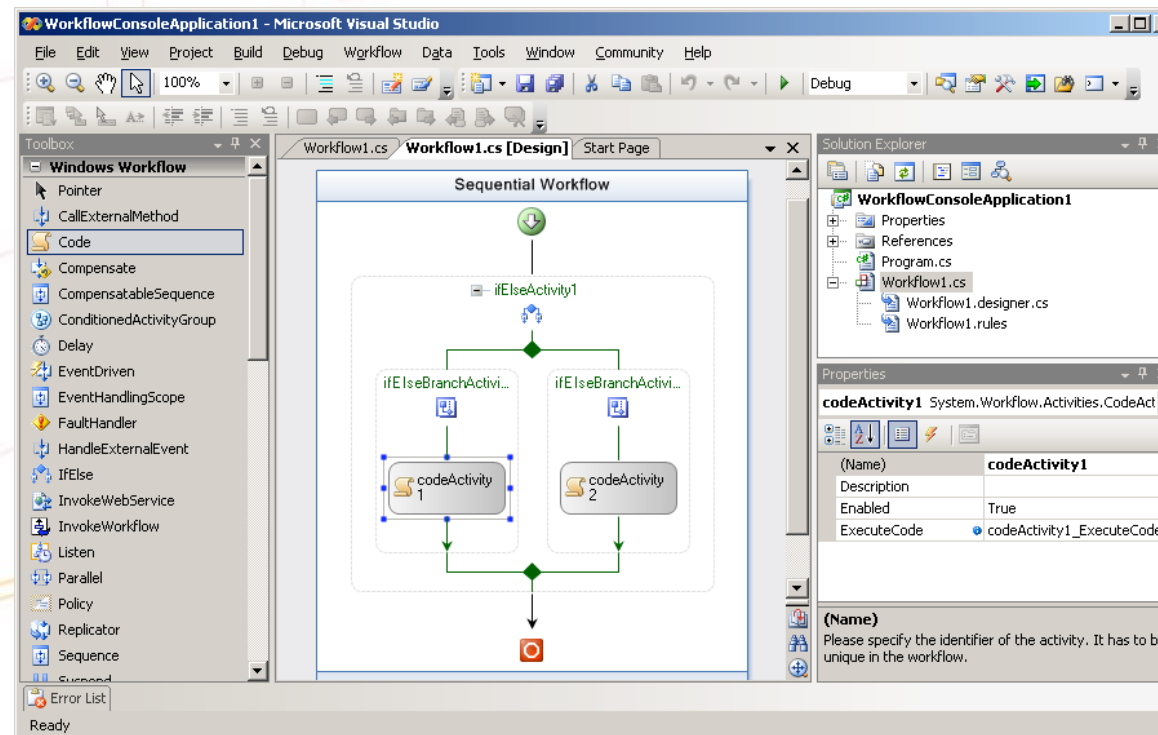 WorkflowConsoleApplication1 - Microsoft Visual Studio
File Edit View Project Build Debug Workflow Data Tools Window Community Help
100% Debug
Toolbox
Windows Workflow
Pointer
CallExternalMethod
Code
Compensate
CompensatableSequence
ConditionedActivityGroup
Delay
EventDriven
EventHandlingScope
FaultHandler
HandleExternalEvent
IfElse
InvokeWebService
InvokeWorkflow
Listen
Parallel
Policy
Replicator
Sequence
Suspend
Workflow1.cs Workflow1.cs [Design] Start Page
Sequential Workflow
ifElseActivity1
ifElseBranchActivi... ifElseBranchActivi...
codeActivity
1
codeActivity
2
Solution Explorer
WorkflowConsoleApplication1
Properties
References
Program.cs
Workflow1.cs
Workflow1.designer.cs
Workflow1.rules
Properties
codeActivity1 System.Workflow.Activities.CodeAct
(Name) codeActivity1
Description
Enabled True
ExecuteCode codeActivity1_ExecuteCode
(Name)
Please specify the identifier of the activity. It has to b
unique in the workflow.
Error List
Ready